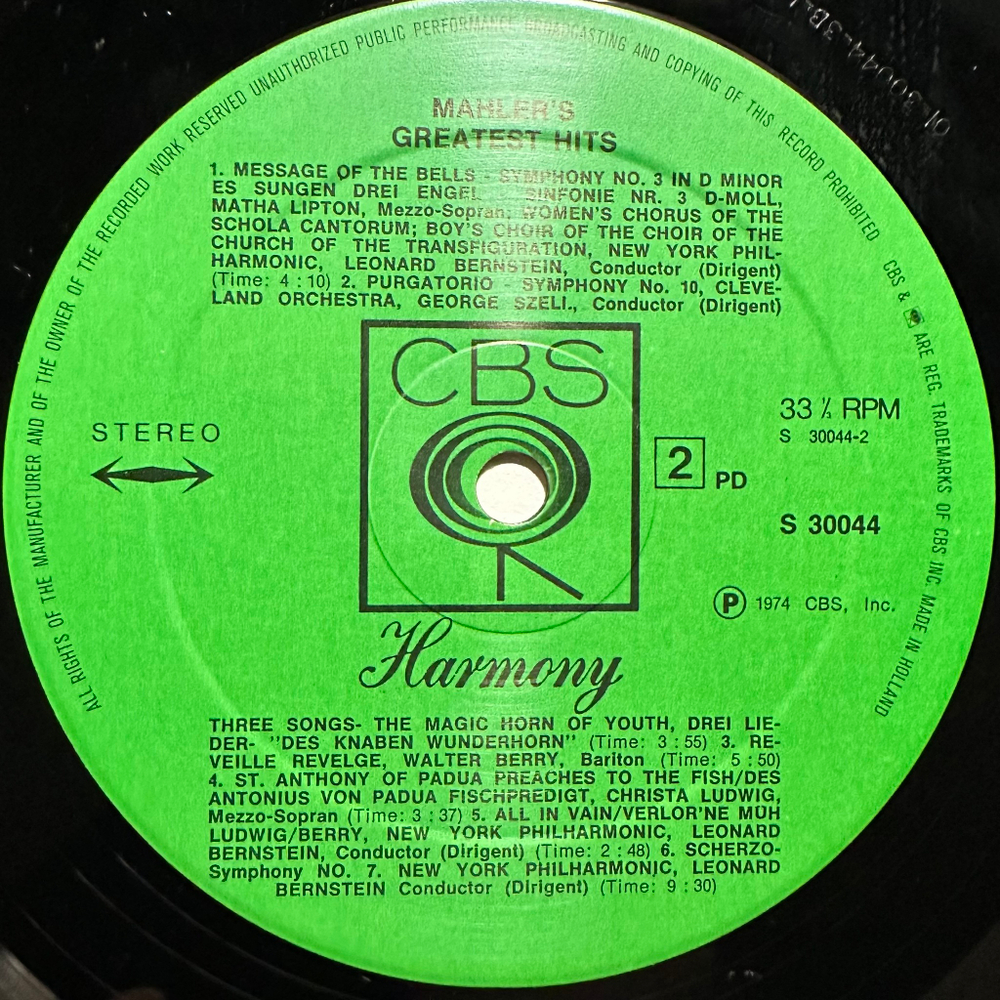 ALL RIGHTS OF THE MANUFACTURER AND OF THE OWNER OF THE RECORDED WORK RESERVED UNAUTHORIZED PUBLIC PERFORMANCE BROADCASTING AND COPYING OF THIS RECORD PROHIBITED
CBS & ARE REG. TRADEMARKS OF CBS INC. MADE IN HOLLAND
MAHLER'S
GREATEST HITS
1. MESSAGE OF THE BELLS - SYMPHONY NO. 3 IN D MINOR
ES SUNGEN DREI ENGEL - SINFONIE NR. 3 D-MOLL,
MATHA LIPTON, Mezzo-Sopran; WOMEN'S CHORUS OF THE
SCHOLA CANTORUM; BOY'S CHOIR OF THE CHOIR OF THE
CHURCH OF THE TRANSFIGURATION, NEW YORK PHIL-
HARMONIC, LEONARD BERNSTEIN, Conductor (Dirigent)
(Time: 4 : 10) 2. PURGATORIO - SYMPHONY No. 10, CLEVE-
LAND ORCHESTRA, GEORGE SZELL, Conductor (Dirigent)
CBS
STEREO
33 ⅓ RPM
S 30044-2
2 PD
S 30044
Ⓟ 1974 CBS, Inc.
Harmony
THREE SONGS- THE MAGIC HORN OF YOUTH, DREI LIE-
DER- "DES KNABEN WUNDERHORN" (Time: 3 : 55) 3. RE-
VEILLE REVELGE, WALTER BERRY, Bariton (Time: 5 : 50)
4. ST. ANTHONY OF PADUA PREACHES TO THE FISH/DES
ANTONIUS VON PADUA FISCHPREDIGT, CHRISTA LUDWIG,
Mezzo-Sopran (Time: 3 : 37) 5. ALL IN VAIN/VERLOR'NE MÜH
LUDWIG/BERRY, NEW YORK PHILHARMONIC, LEONARD
BERNSTEIN, Conductor (Dirigent) (Time: 2 : 48) 6. SCHERZO-
Symphony NO. 7. NEW YORK PHILHARMONIC, LEONARD
BERNSTEIN Conductor (Dirigent) (Time: 9 : 30)